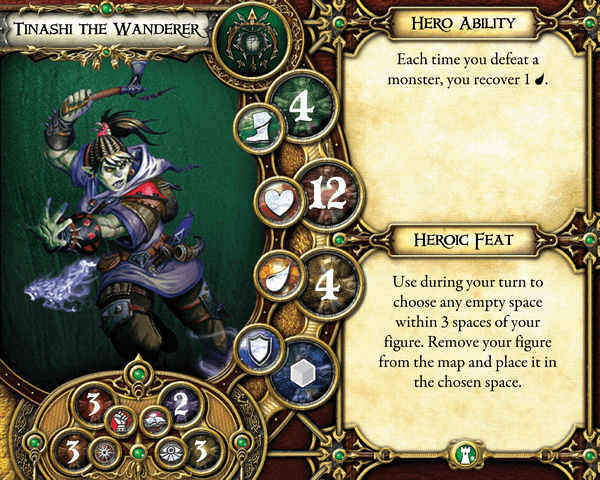 TINASHI THE WANDERER
4
12
4
3
2
3
3
HERO ABILITY
Each time you defeat a
monster, you recover 1 .
HEROIC FEAT
Use during your turn to
choose any empty space
within 3 spaces of your
figure. Remove your figure
from the map and place it in
the chosen space.